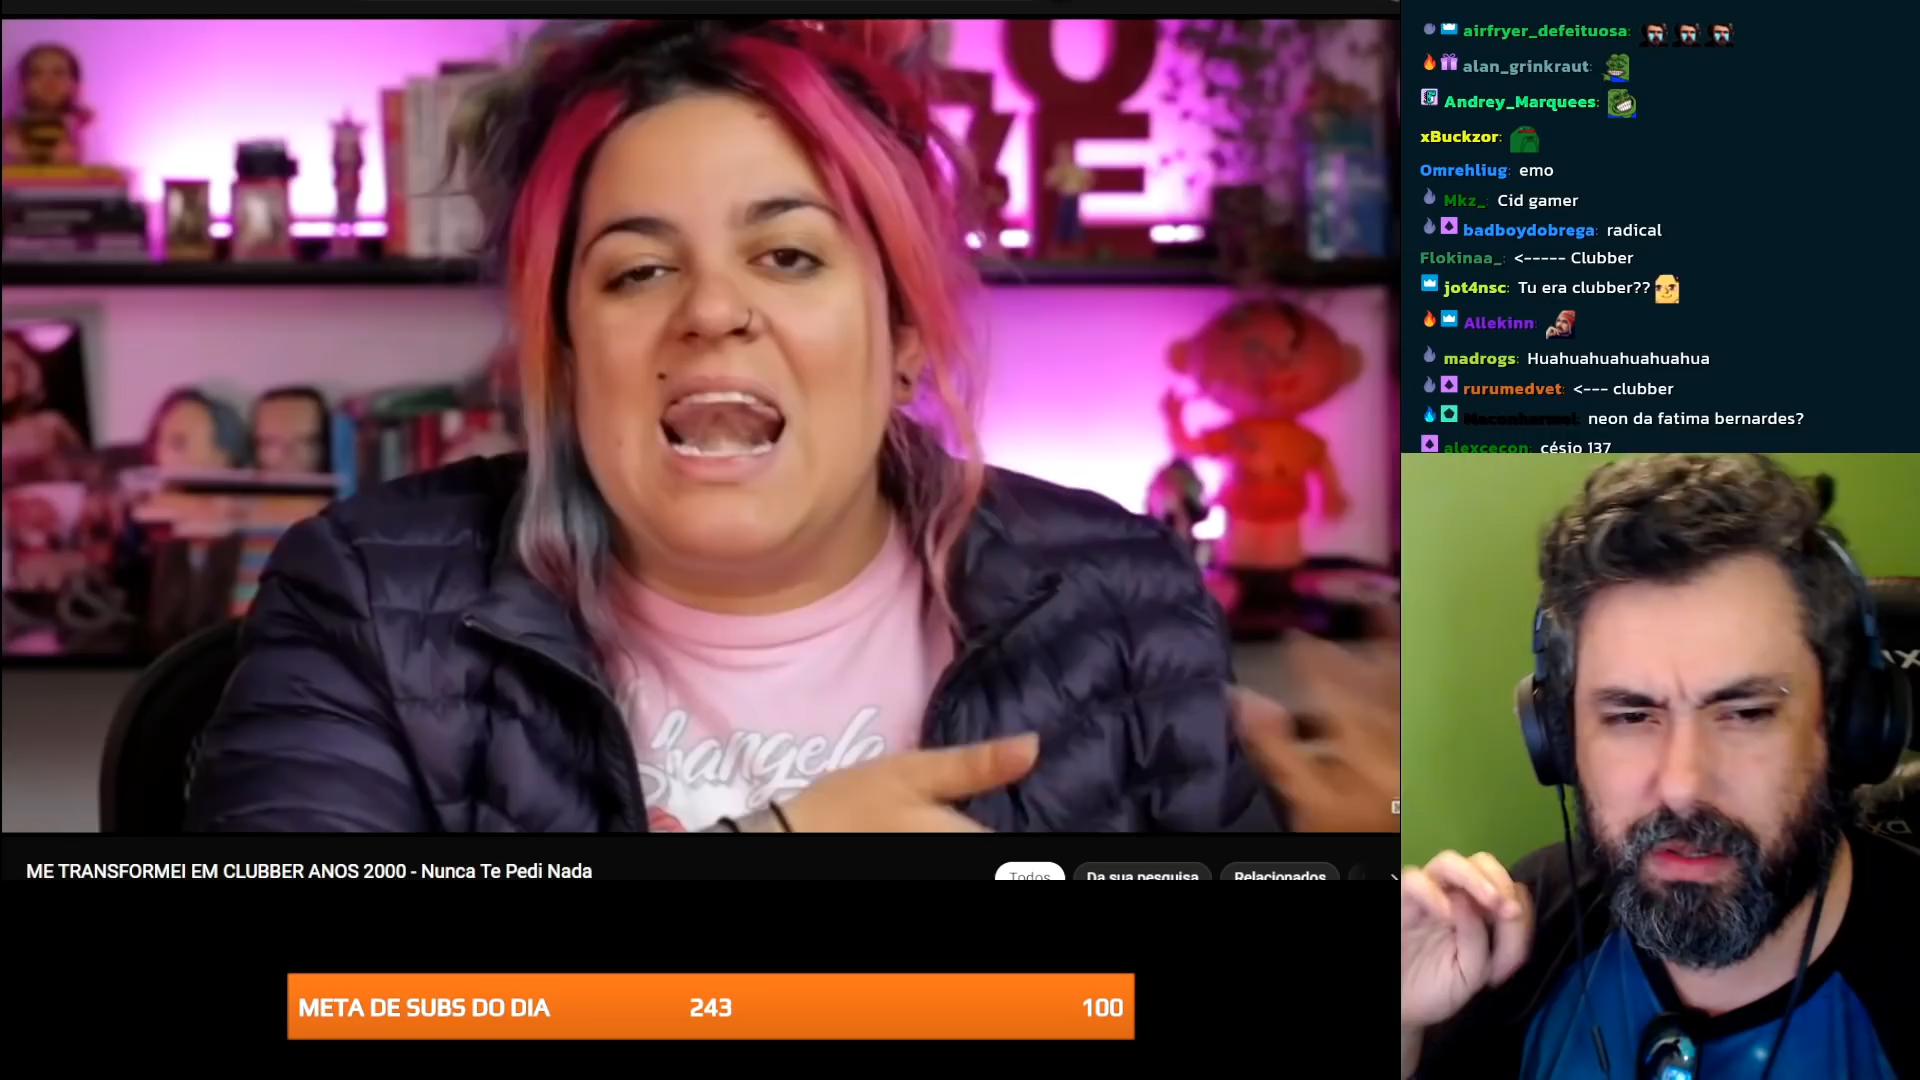 airfryer_defeituosa:
alan_grinkraut:
Andrey_Marquees:
xBuckzor:
Omrehliug: emo
Mkz_: Cid gamer
badboydobrega: radical
Flokinaa_: <----- Clubber
jot4nsc: Tu era clubber??
Allekinn:
madrogs: Huahuahuahuahuahua
rurumedvet: <--- clubber
neon da fatima bernardes?
alexcecon: césio 137
ME TRANSFORMEI EM CLUBBER ANOS 2000 - Nunca Te Pedi Nada
Todos
Da sua pesquisa
Relacionados
META DE SUBS DO DIA 243 100